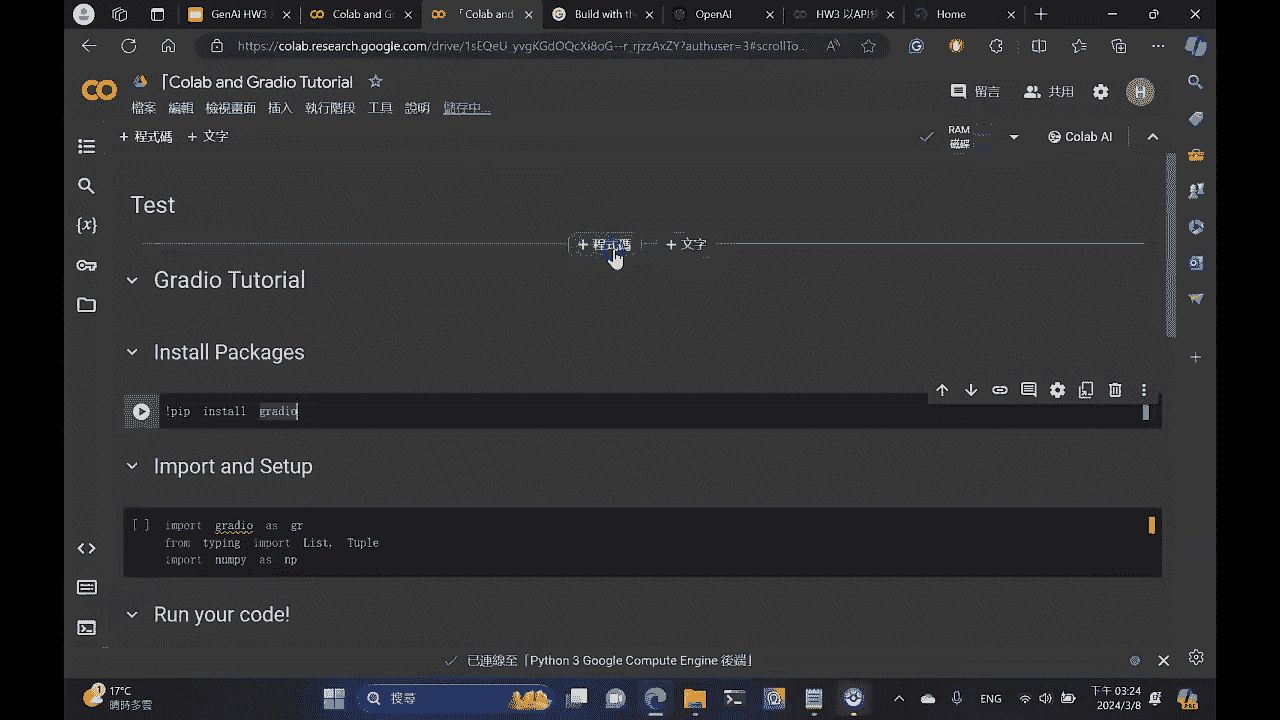 GenAI HW3
Colab and Gr
「Colab and
Build with th
OpenAI
HW3 以API
Home
https://colab.research.google.com/drive/1sEQeU_yvgKGdOQcXi8oG--r_rjzzAxZY?authuser=3#scrollTo...
「Colab and Gradio Tutorial
檔案 編輯 檢視畫面 插入 執行階段 工具 說明 儲存中...
留言 共用
H
+ 程式碼 + 文字
RAM
磁碟
Colab AI
Test
+ 程式碼 + 文字
Gradio Tutorial
Install Packages
!pip install gradio
Import and Setup
[ ] import gradio as gr
from typing import List, Tuple
import numpy as np
Run your code!
已連線至「Python 3 Google Compute Engine 後端」
1
17°C
搜尋
ENG
下午 03:24
2024/3/8